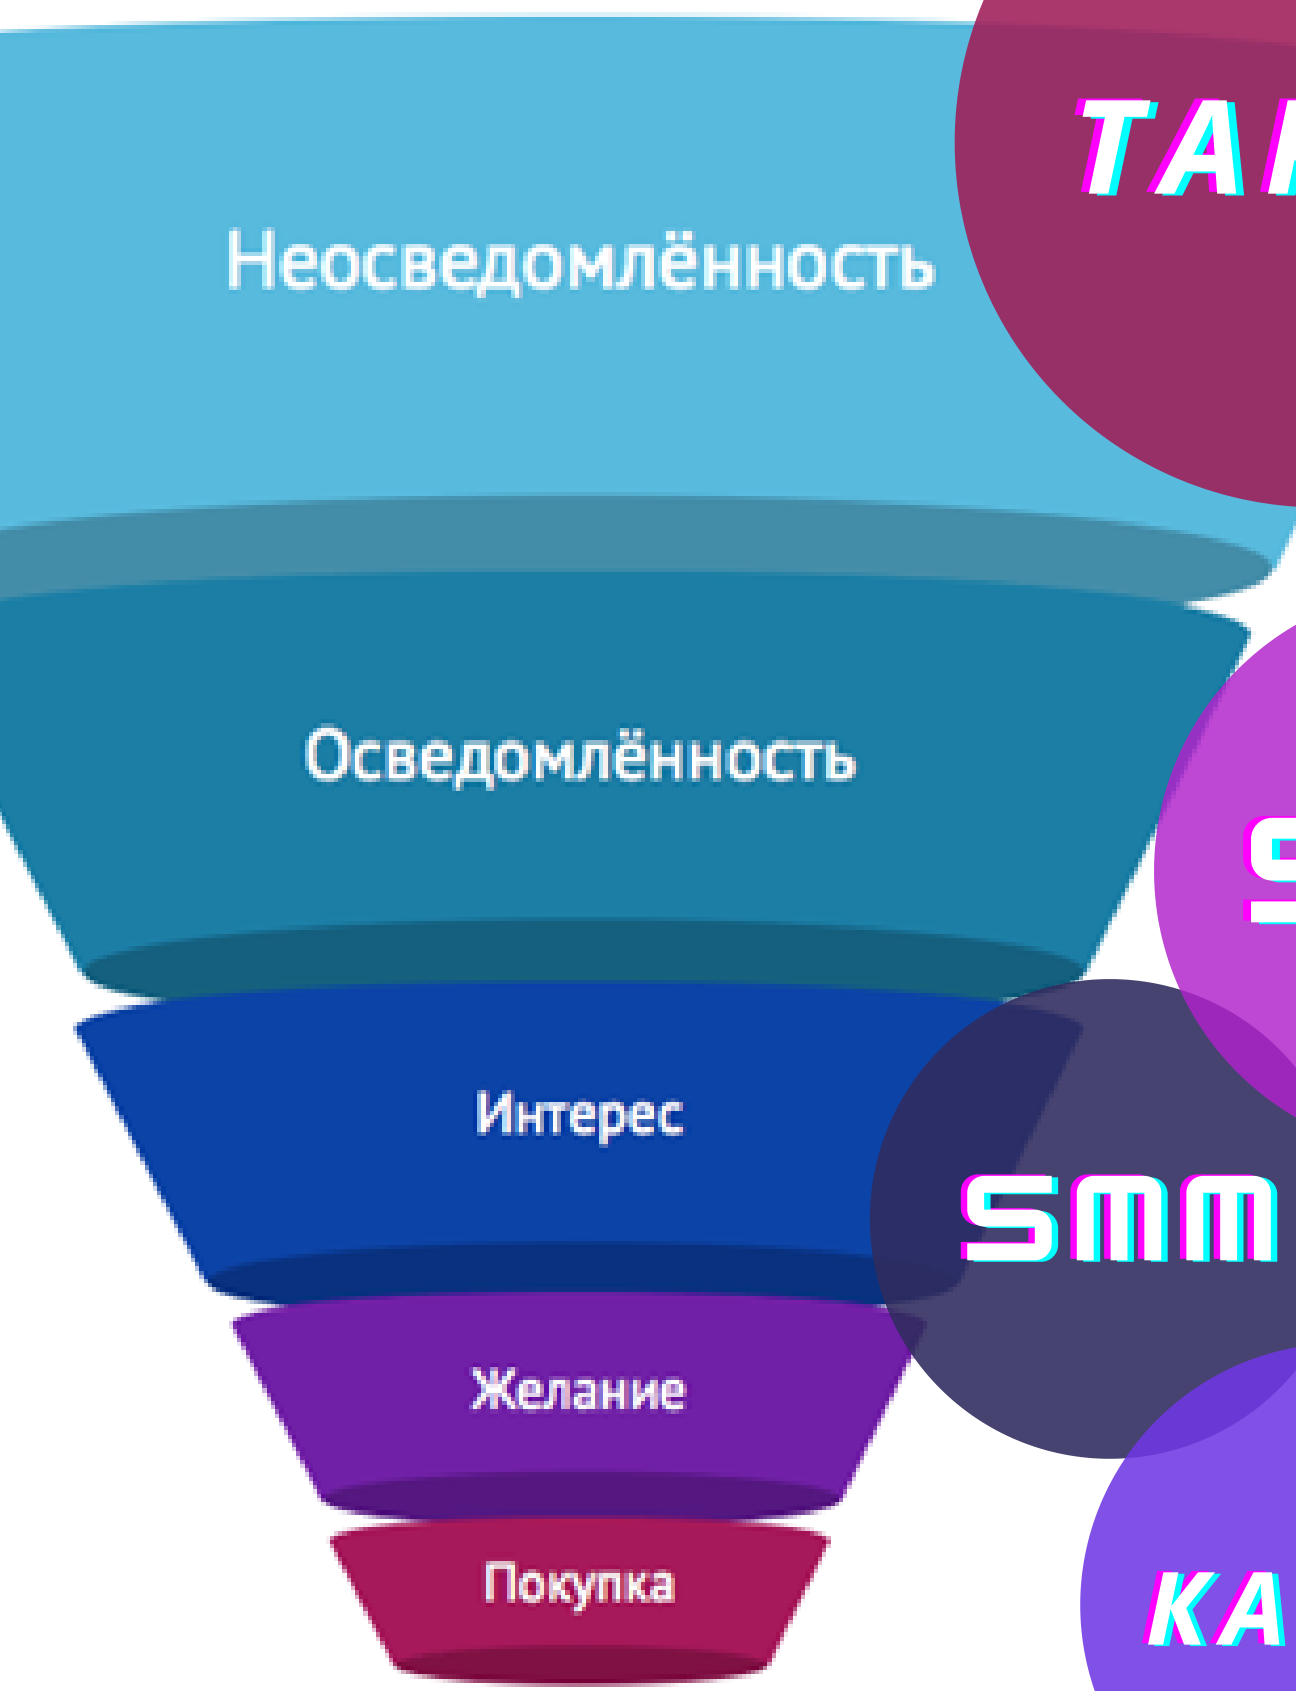 Неосведомлённость
Осведомлённость
Интерес
SMM
Желание
Покупка